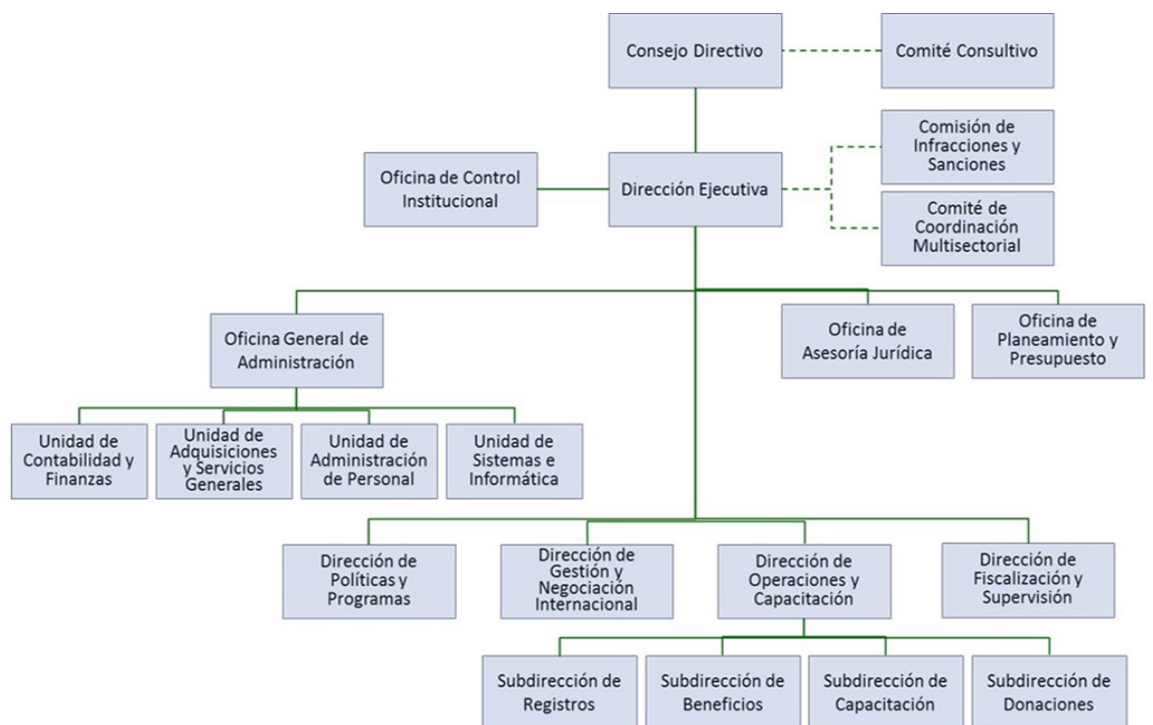 Consejo Directivo
Comité Consultivo
Comisión de
Infracciones y
Sanciones
Oficina de Control
Institucional
Dirección Ejecutiva
Comité de
Coordinación
Multisectorial
Oficina General de
Administración
Oficina de
Asesoría Jurídica
Oficina de
Planeamiento y
Presupuesto
Unidad de
Contabilidad y
Finanzas
Unidad de
Adquisiciones
y Servicios
Generales
Unidad de
Administración
de Personal
Unidad de
Sistemas e
Informática
Dirección de
Políticas y
Programas
Dirección de
Gestión y
Negociación
Internacional
Dirección de
Operaciones y
Capacitación
Dirección de
Fiscalización y
Supervisión
Subdirección de
Registros
Subdirección de
Beneficios
Subdirección de
Capacitación
Subdirección de
Donaciones